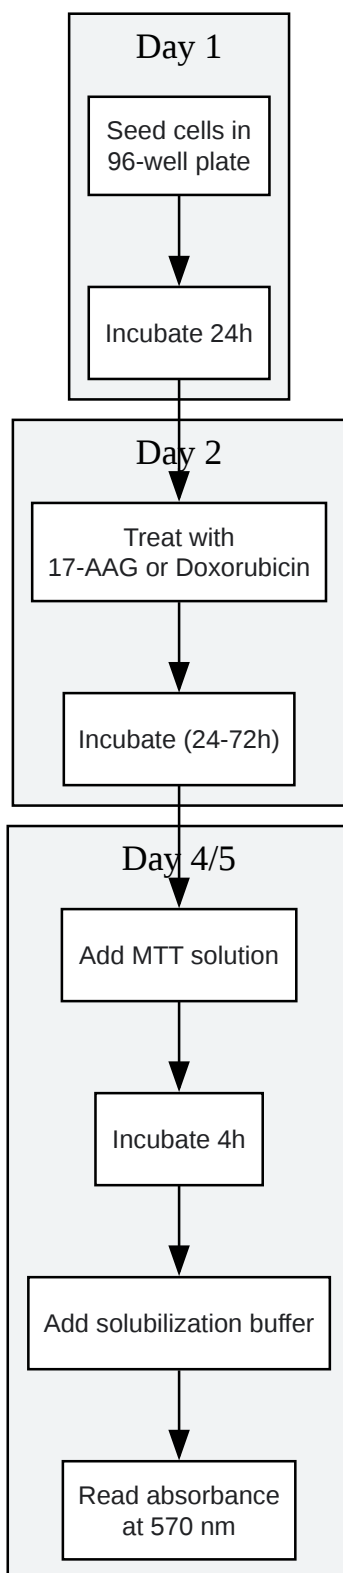 Day 1
Seed cells in
96-well plate
Incubate 24h
Day 2
Treat with
17-AAG or Doxorubicin
Incubate (24-72h)
Day 4/5
Add MTT solution
Incubate 4h
Add solubilization buffer
Read absorbance
at 570 nm